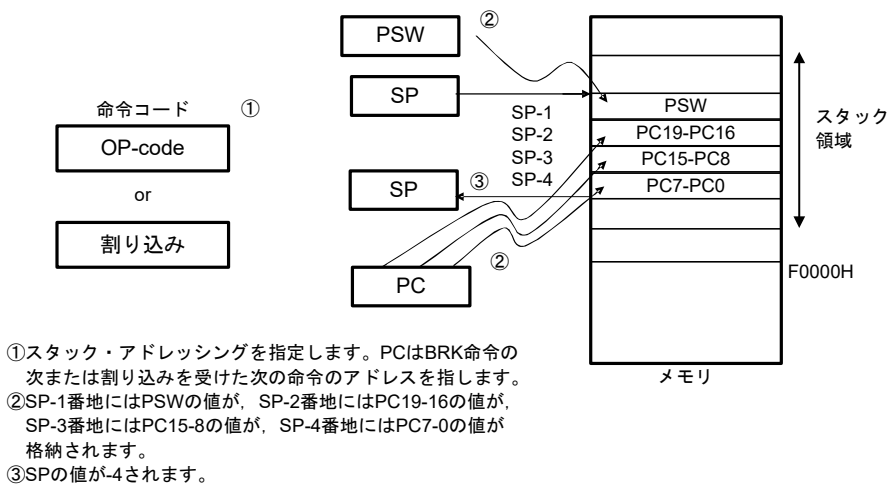 PSW
②
SP
命令コード ①
OP-code
or
割り込み
SP-1
SP-2
SP-3
SP-4
PSW
PC19-PC16
PC15-PC8
PC7-PC0
スタック
領域
SP
③
②
PC
F0000H
メモリ
①スタック・アドレッシングを指定します。PCはBRK命令の
次または割り込みを受けた次の命令のアドレスを指します。
②SP-1番地にはPSWの値が，SP-2番地にはPC19-16の値が，
SP-3番地にはPC15-8の値が，SP-4番地にはPC7-0の値が
格納されます。
③SPの値が-4されます。